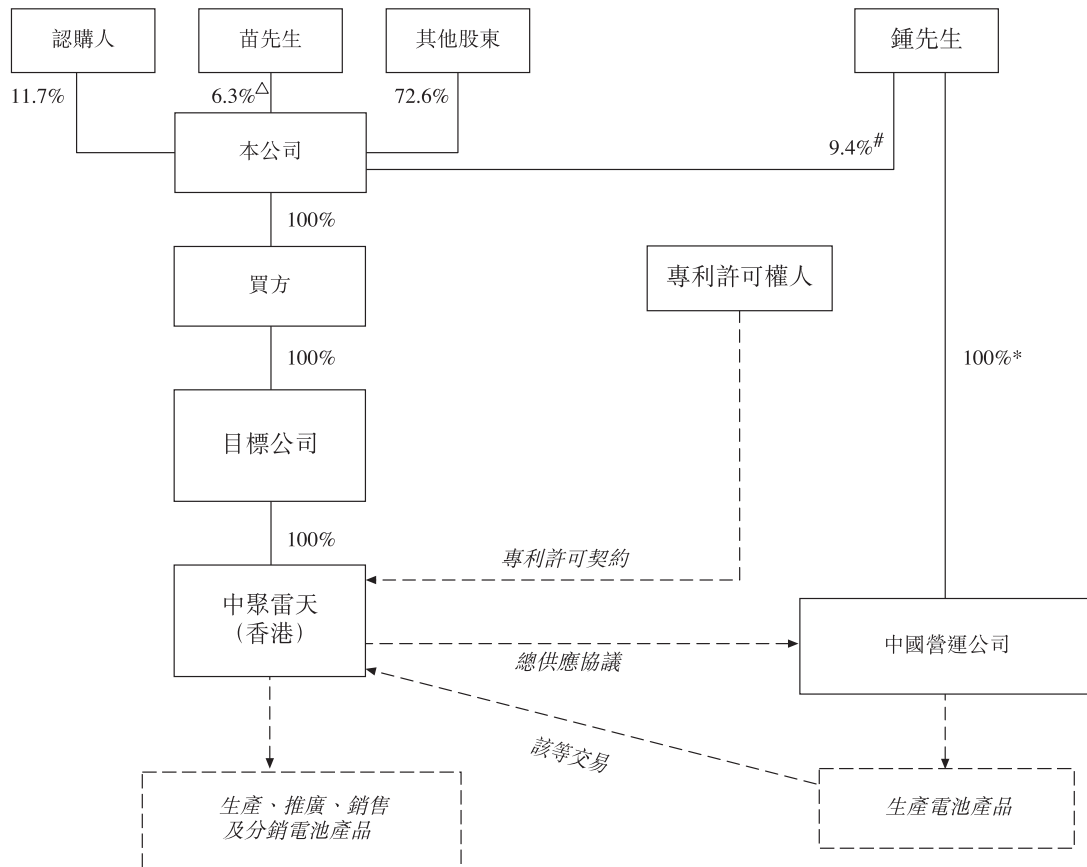 認購人
苗先生
其他股東
鍾先生
11.7%
6.3%△
72.6%
9.4%#
本公司
100%
買方
專利許可權人
100%
100%*
目標公司
100%
專利許可契約
中聚雷天
（香港）
總供應協議
中國營運公司
該等交易
生產、推廣、銷售
及分銷電池產品
生產電池產品